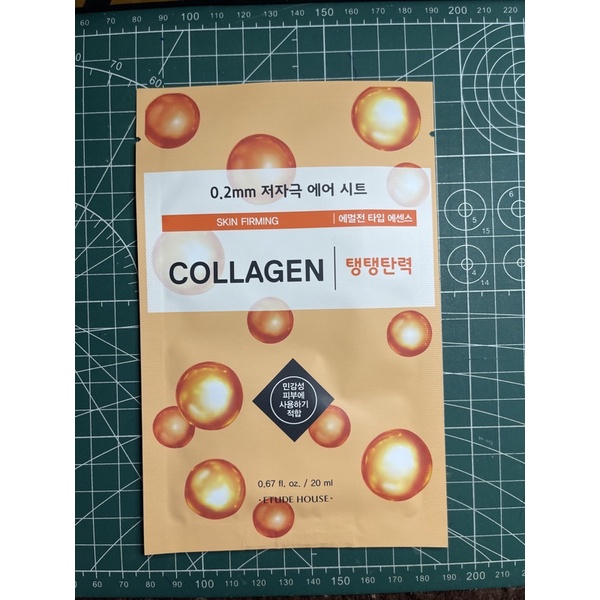 0.2mm 저자극 에어 시트
SKIN FIRMING | 에멀전 타입 에센스
COLLAGEN | 탱탱탄력
민감성
피부에
사용하기
적합
0.67 fl. oz. / 20 ml
·ETUDE HOUSE·